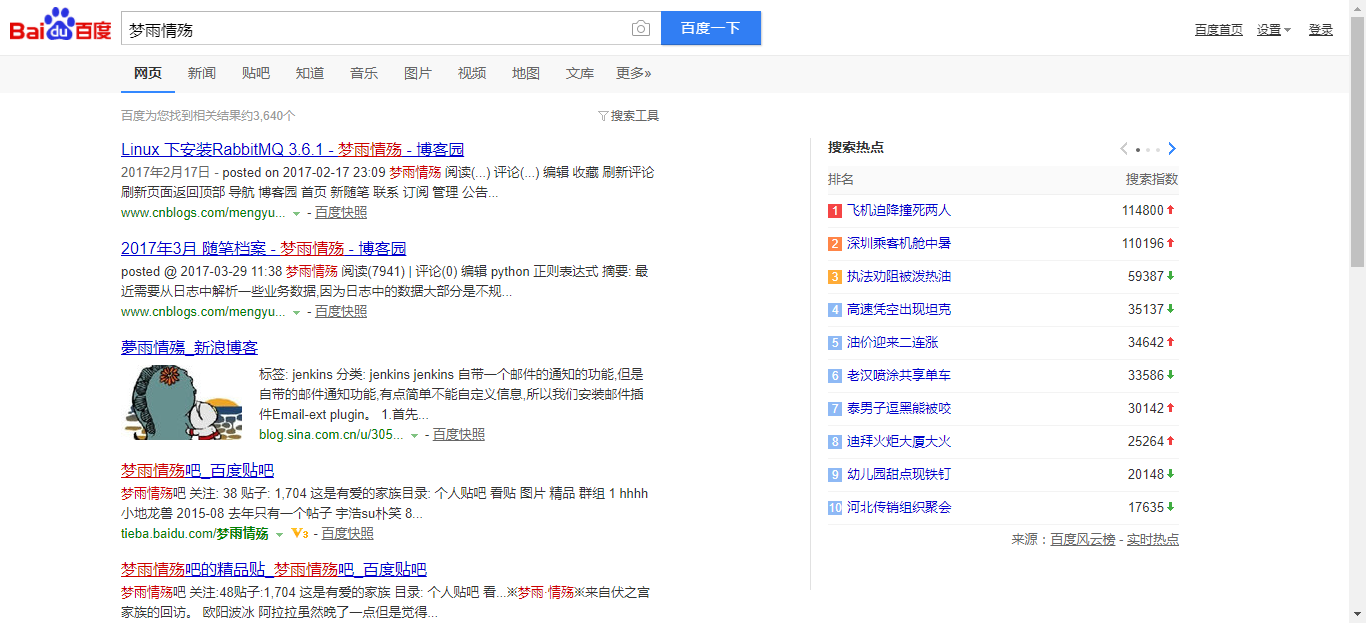 Bai du 百度
梦雨情殇
百度一下
百度首页 设置 登录
网页 新闻 贴吧 知道 音乐 图片 视频 地图 文库 更多»
百度为您找到相关结果约3,640个
搜索工具
Linux 下安装RabbitMQ 3.6.1 - 梦雨情殇 - 博客园
2017年2月17日 - posted on 2017-02-17 23:09 梦雨情殇 阅读(...) 评论(...) 编辑 收藏 刷新评论
刷新页面返回顶部 导航 博客园 首页 新随笔 联系 订阅 管理 公告...
www.cnblogs.com/mengyu... - 百度快照
2017年3月 随笔档案 - 梦雨情殇 - 博客园
posted @ 2017-03-29 11:38 梦雨情殇 阅读(7941) | 评论(0) 编辑 python 正则表达式 摘要: 最
近需要从日志中解析一些业务数据,因为日志中的数据大部分是不规...
www.cnblogs.com/mengyu... - 百度快照
夢雨情殤_新浪博客
标签: jenkins 分类: jenkins jenkins 自带一个邮件的通知的功能,但是
自带的邮件通知功能,有点简单不能自定义信息,所以我们安装邮件插
件Email-ext plugin。 1.首先...
blog.sina.com.cn/u/305... - 百度快照
梦雨情殇吧_百度贴吧
梦雨情殇吧 关注: 38 贴子: 1,704 这是有爱的家族目录: 个人贴吧 看贴 图片 精品 群组 1 hhhh
小地龙兽 2015-08 去年只有一个帖子 宇浩su朴笑 8...
tieba.baidu.com/梦雨情殇 V3 - 百度快照
梦雨情殇吧的精品贴_梦雨情殇吧_百度贴吧
梦雨情殇吧 关注:48贴子:1,704 这是有爱的家族 目录: 个人贴吧 看...※梦雨·情殇※来自伏之宫
家族的回访。 欧阳波冰 阿拉拉虽然晚了一点但是觉得...
搜索热点
排名 搜索指数
1 飞机迫降撞死两人 114800
2 深圳乘客机舱中暑 110196
3 执法劝阻被泼热油 59387
4 高速凭空出现坦克 35137
5 油价迎来二连涨 34642
6 老汉喷涂共享单车 33586
7 泰男子逗黑熊被咬 30142
8 迪拜火炬大厦大火 25264
9 幼儿园甜点现铁钉 20148
10 河北传销组织聚会 17635
来源：百度风云榜 - 实时热点